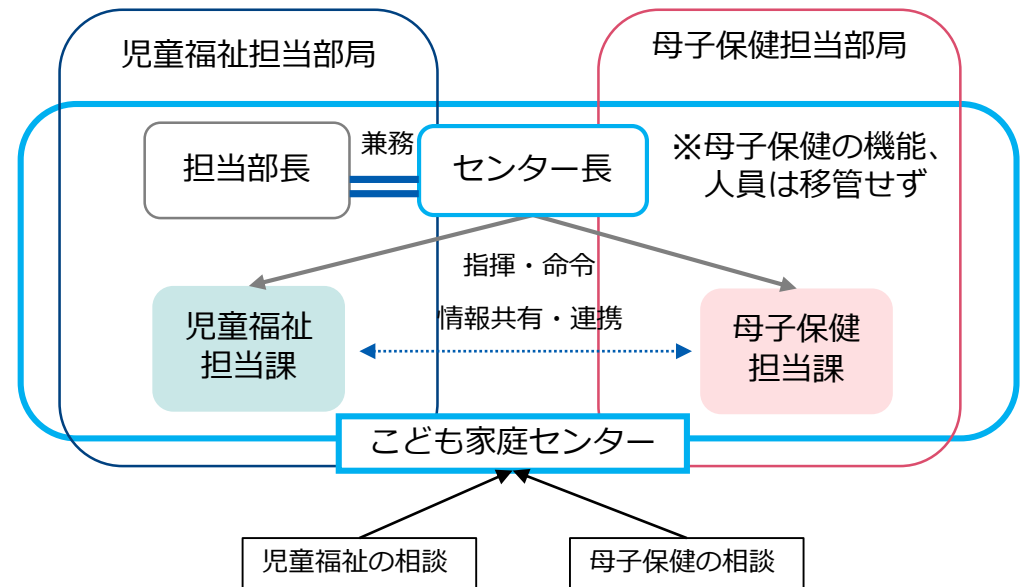 児童福祉担当部局
母子保健担当部局
担当部長
兼務
センター長
※母子保健の機能、
人員は移管せず
指揮・命令
情報共有・連携
児童福祉
担当課
母子保健
担当課
こども家庭センター
児童福祉の相談
母子保健の相談